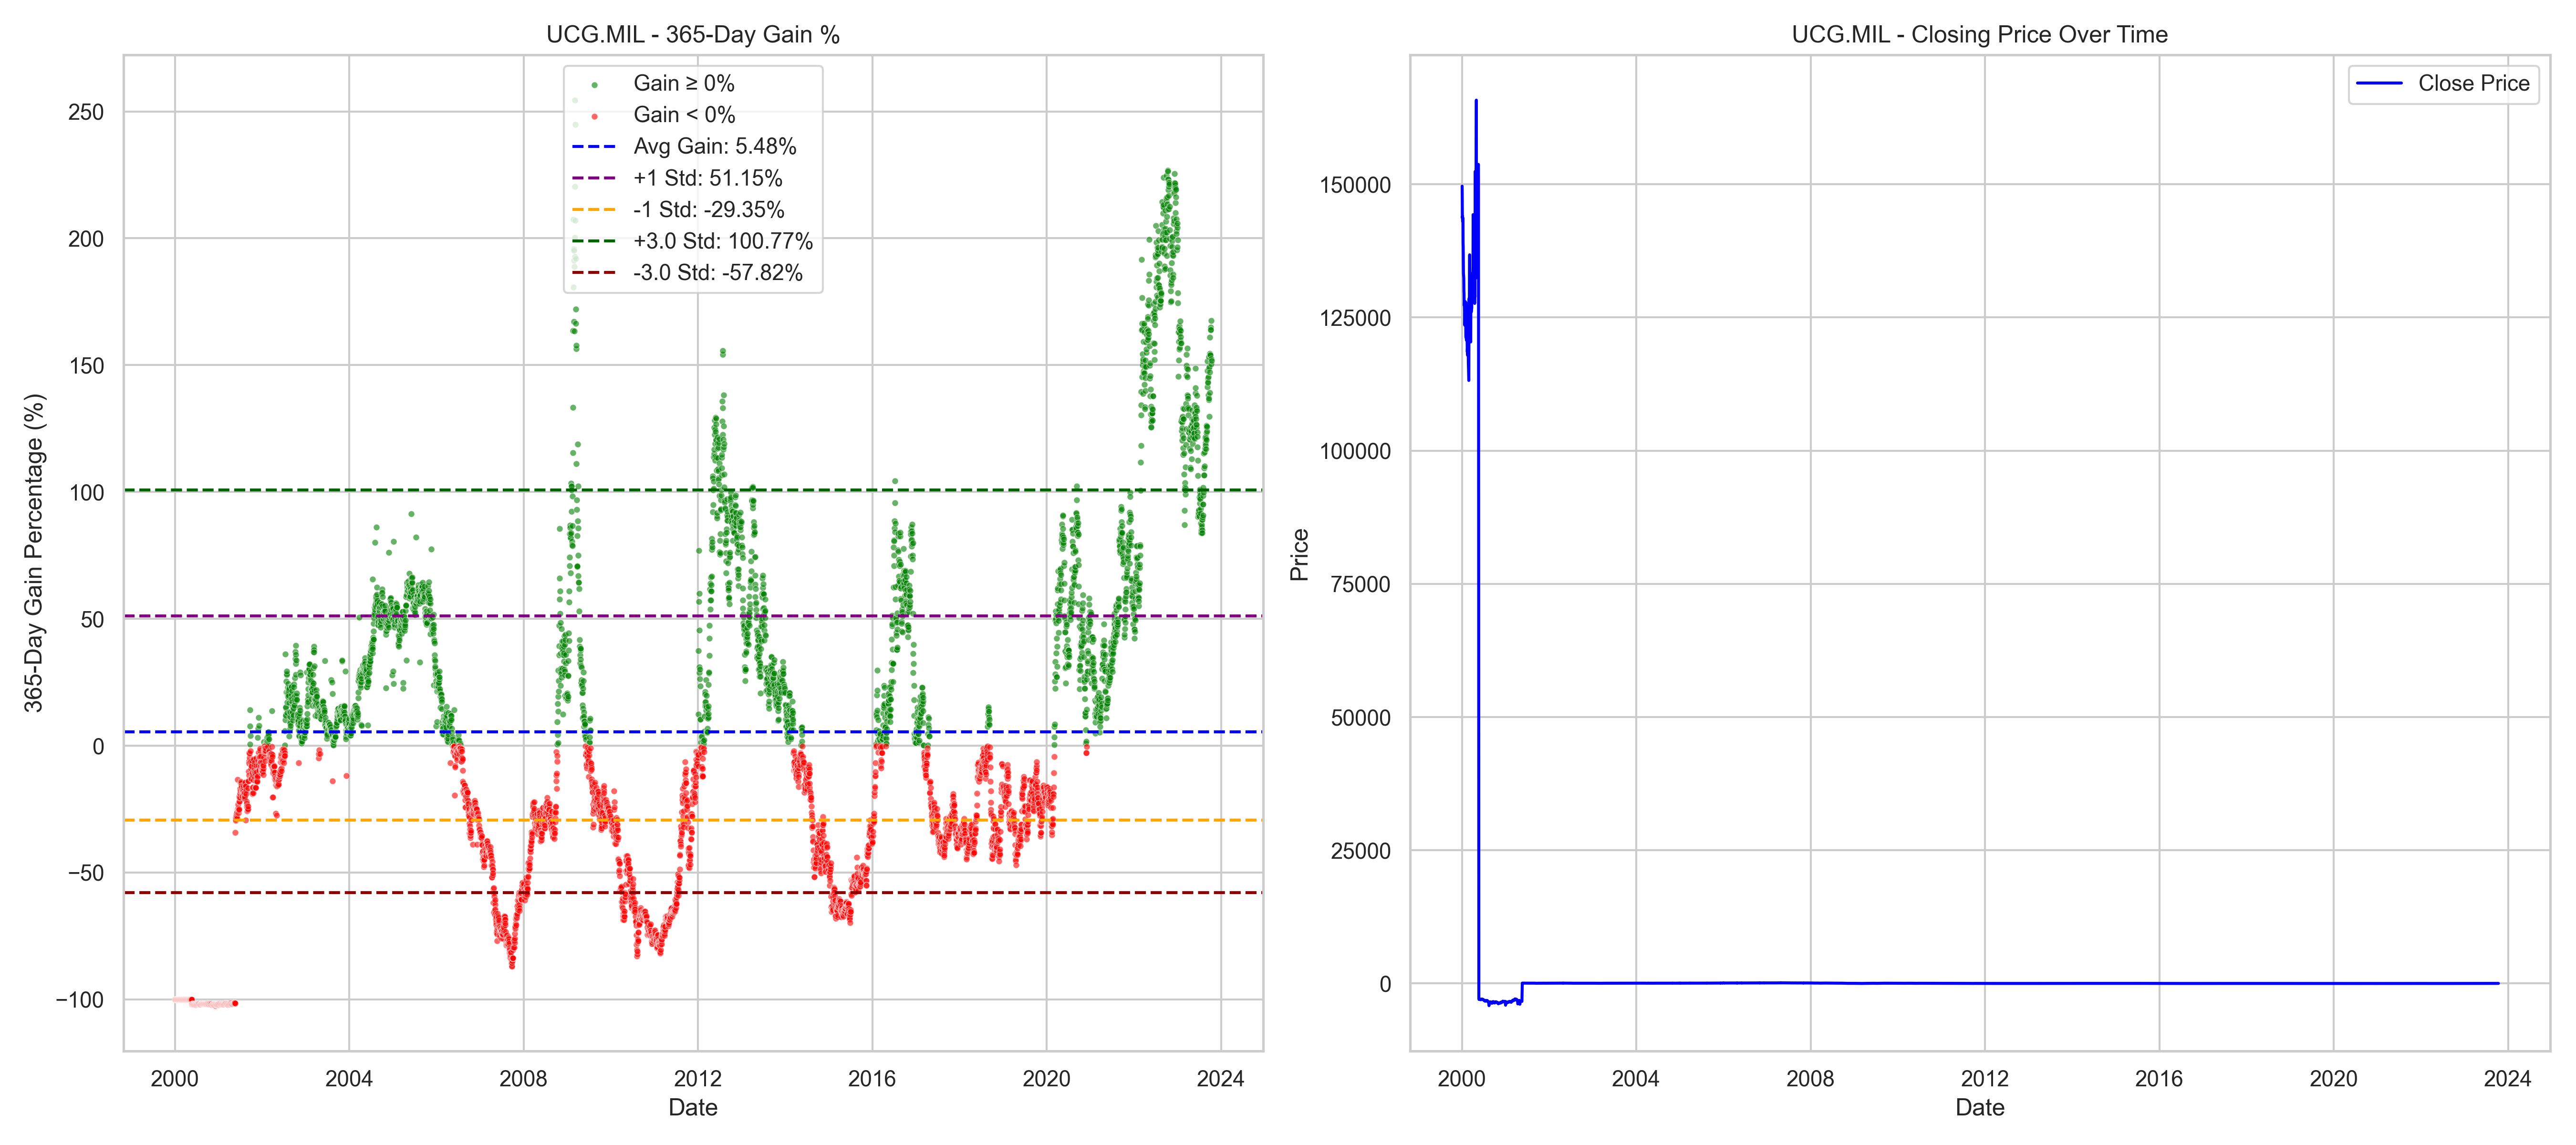 UCG.MIL - 365-Day Gain %
365-Day Gain Percentage (%)
250
200
150
100
50
0
−50
−100
Gain ≥ 0%
Gain < 0%
Avg Gain: 5.48%
+1 Std: 51.15%
-1 Std: -29.35%
+3.0 Std: 100.77%
-3.0 Std: -57.82%
2000
2004
2008
2012
2016
2020
2024
Date
UCG.MIL - Closing Price Over Time
Price
150000
125000
100000
75000
50000
25000
0
Close Price
2000
2004
2008
2012
2016
2020
2024
Date